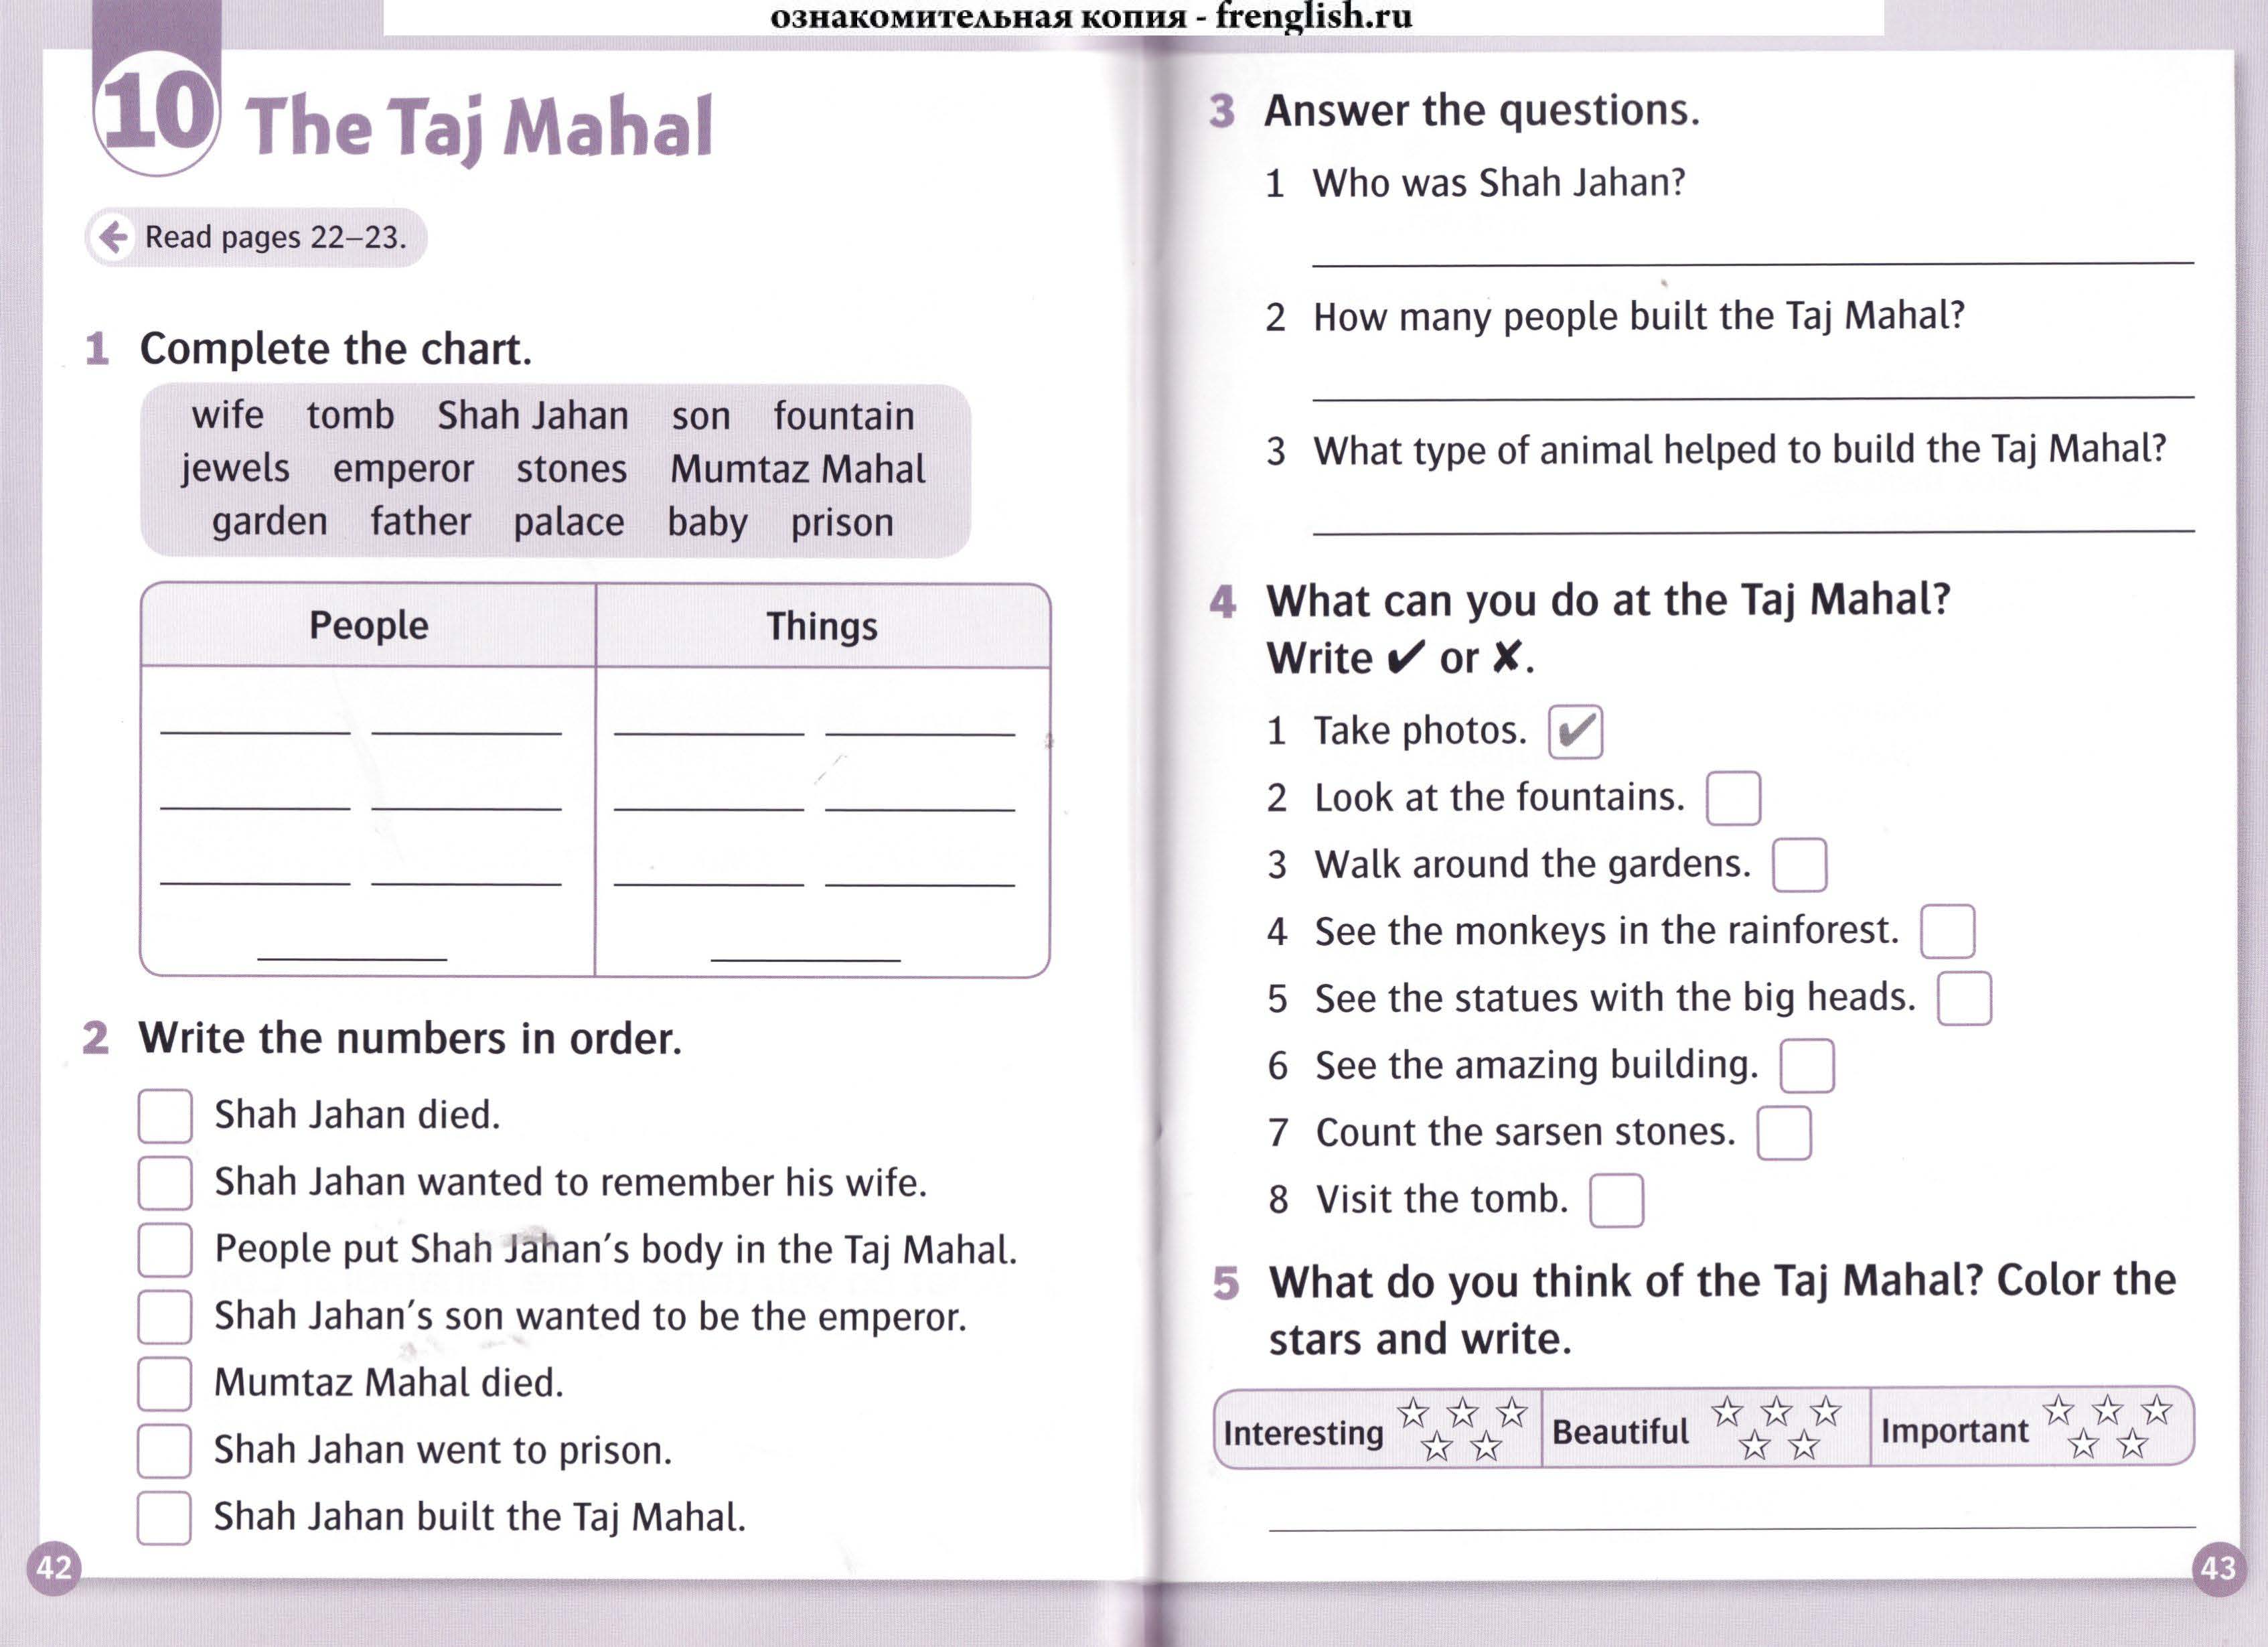 ознакомительная копия - frenglish.ru
10 The Taj Mahal
Read pages 22–23.
1 Complete the chart.
wife tomb Shah Jahan son fountain
jewels emperor stones Mumtaz Mahal
garden father palace baby prison
People Things
2 Write the numbers in order.
Shah Jahan died.
Shah Jahan wanted to remember his wife.
People put Shah Jahan's body in the Taj Mahal.
Shah Jahan's son wanted to be the emperor.
Mumtaz Mahal died.
Shah Jahan went to prison.
Shah Jahan built the Taj Mahal.
42
3 Answer the questions.
1 Who was Shah Jahan?
2 How many people built the Taj Mahal?
3 What type of animal helped to build the Taj Mahal?
4 What can you do at the Taj Mahal?
Write ✔ or ✘.
1 Take photos. ✔
2 Look at the fountains.
3 Walk around the gardens.
4 See the monkeys in the rainforest.
5 See the statues with the big heads.
6 See the amazing building.
7 Count the sarsen stones.
8 Visit the tomb.
5 What do you think of the Taj Mahal? Color the
stars and write.
Interesting Beautiful Important
43